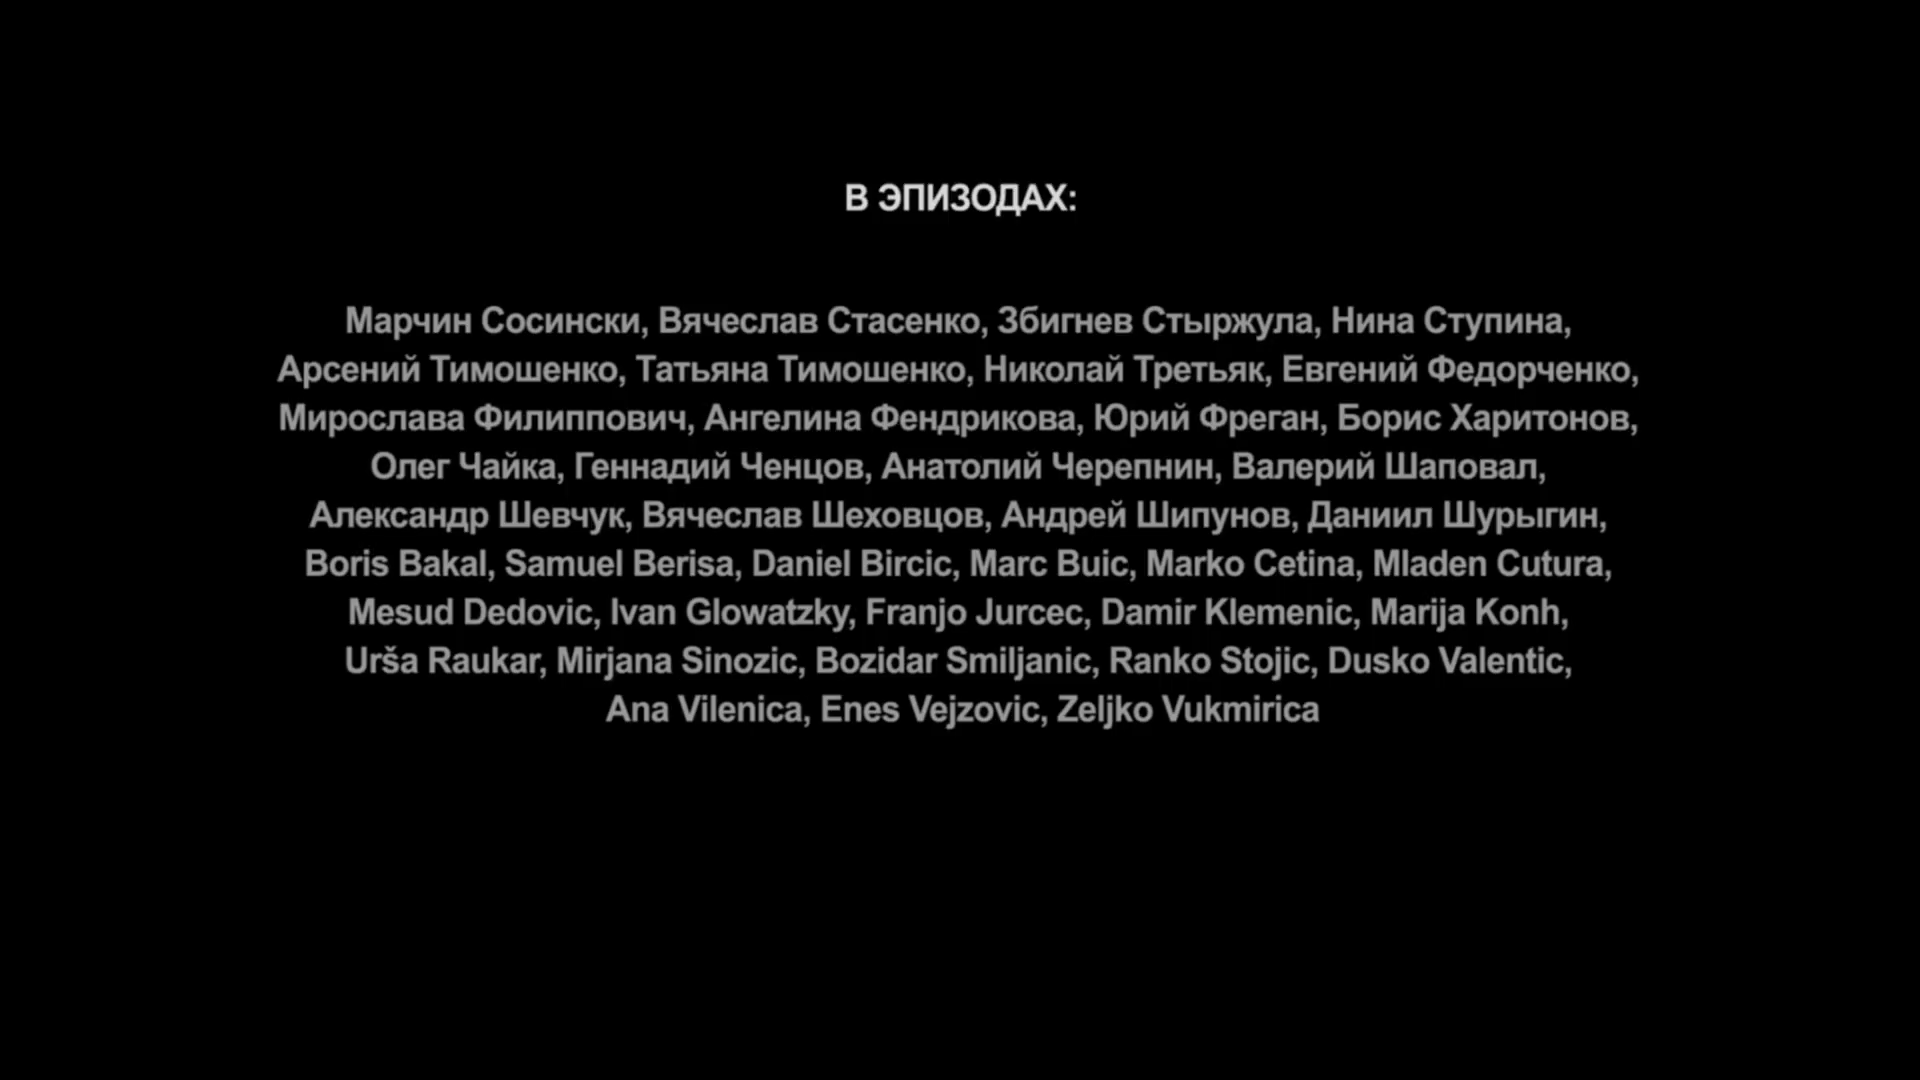 В ЭПИЗОДАХ:
Марчин Сосински, Вячеслав Стасенко, Збигнев Стыржула, Нина Ступина,
Арсений Тимошенко, Татьяна Тимошенко, Николай Третьяк, Евгений Федорченко,
Мирослава Филиппович, Ангелина Фендрикова, Юрий Фреган, Борис Харитонов,
Олег Чайка, Геннадий Ченцов, Анатолий Черепнин, Валерий Шаповал,
Александр Шевчук, Вячеслав Шеховцов, Андрей Шипунов, Даниил Шурыгин,
Boris Bakal, Samuel Berisa, Daniel Bircic, Marc Buic, Marko Cetina, Mladen Cutura,
Mesud Dedovic, Ivan Glowatzky, Franjo Jurcec, Damir Klemenic, Marija Konh,
Urša Raukar, Mirjana Sinozic, Bozidar Smiljanic, Ranko Stojic, Dusko Valentic,
Ana Vilenica, Enes Vejzovic, Zeljko Vukmirica